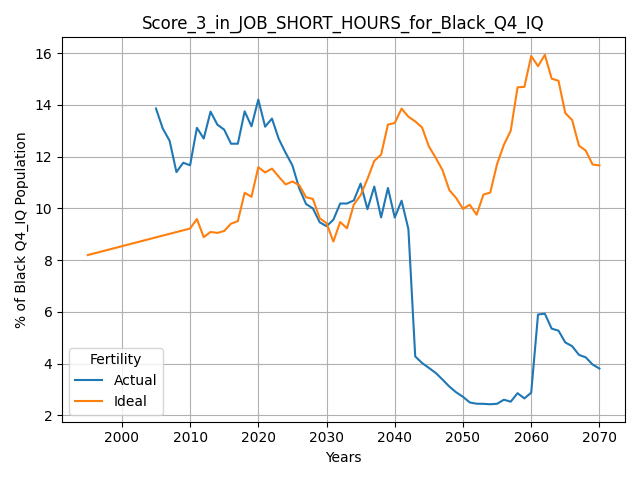 Score_3_in_JOB_SHORT_HOURS_for_Black_Q4_IQ
16
14
12
10
8
6
4
2
% of Black Q4_IQ Population
Fertility
Actual
Ideal
2000 2010 2020 2030 2040 2050 2060 2070
Years